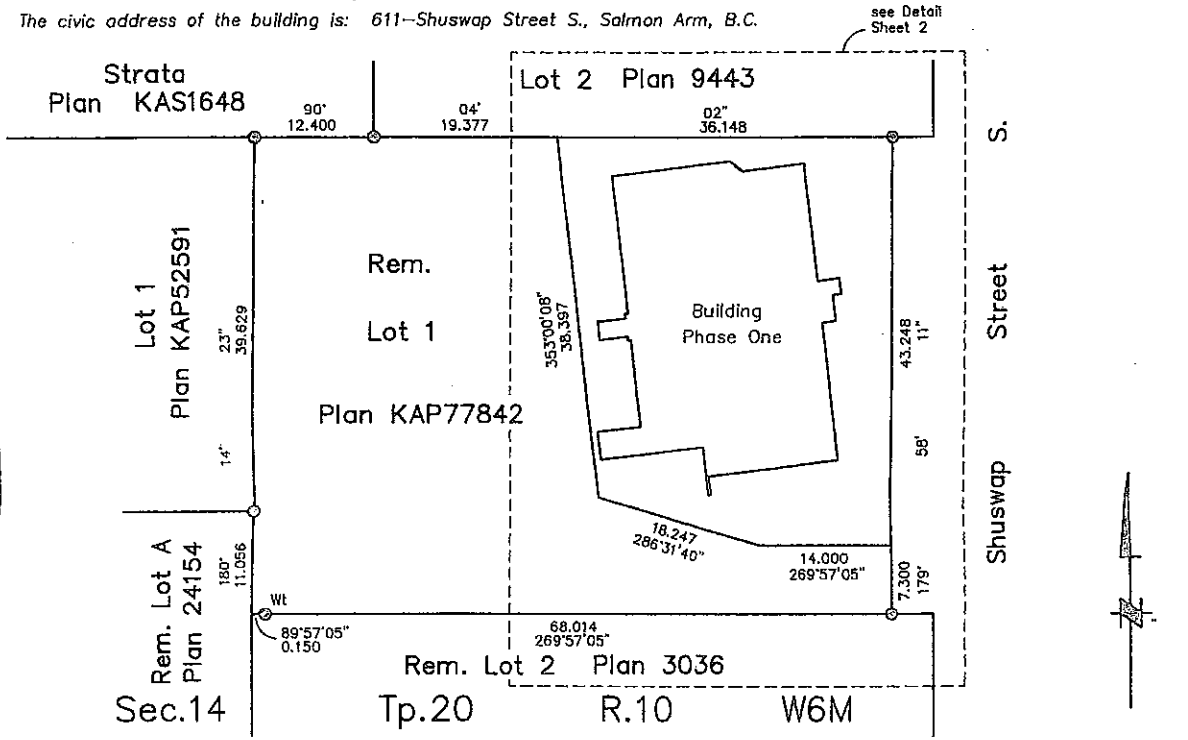 The civic address of the building is: 611-Shuswap Street S., Salmon Arm, B.C.
see Detail
Sheet 2
Strata
Plan KAS1648
Lot 2 Plan 9443
90° 04' 02"
12.400 19.377 36.148
Lot 1
Plan KAP52591
23"
39.629
14'
Rem.
Lot 1
Plan KAP77842
353°00'08"
38.397
Building
Phase One
43.248
11"
58'
Shuswap Street S.
18.247
286°31'40"
14.000
269°57'05"
7.300
179°
Rem. Lot A
Plan 24154
180°
11.056
Wt
89°57'05"
0.150
68.014
269°57'05"
Rem. Lot 2 Plan 3036
Sec.14 Tp.20 R.10 W6M